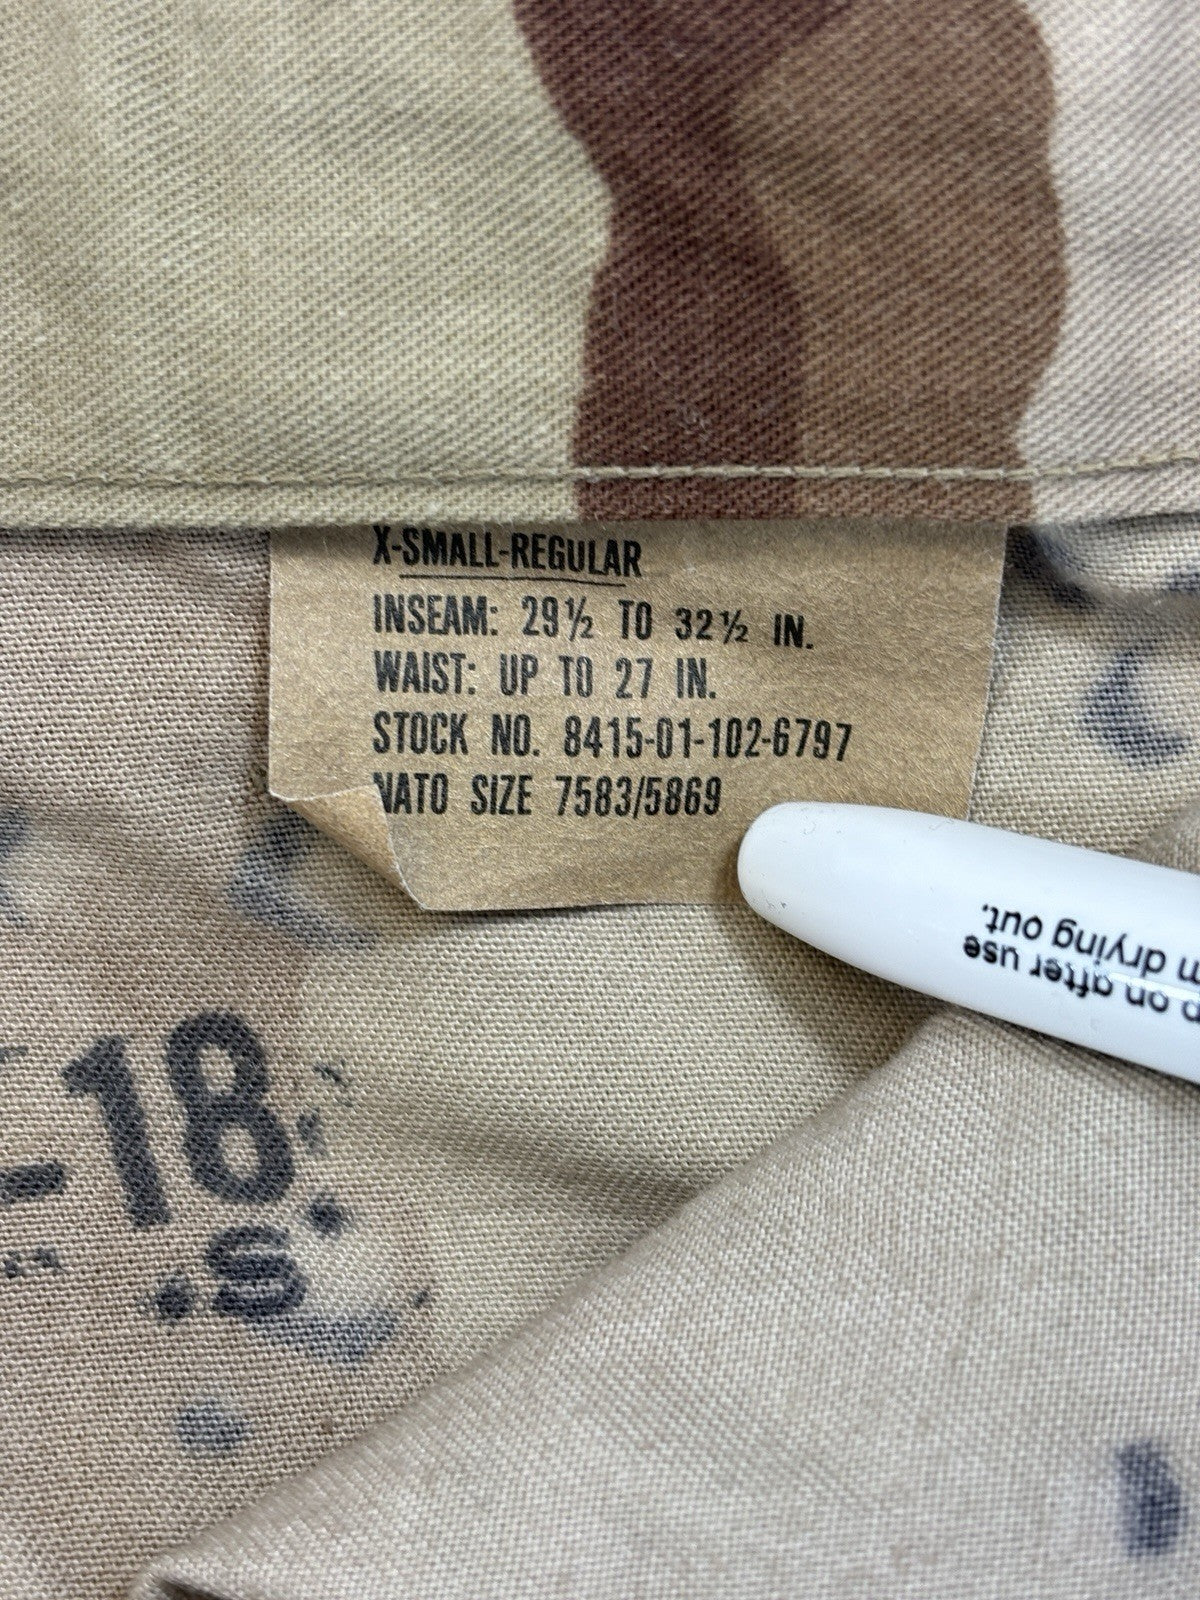 X-SMALL-REGULAR
INSEAM: 29½ TO 32½ IN.
WAIST: UP TO 27 IN.
STOCK NO. 8415-01-102-6797
NATO SIZE 7583/5869
on after use
drying out.
-18
S